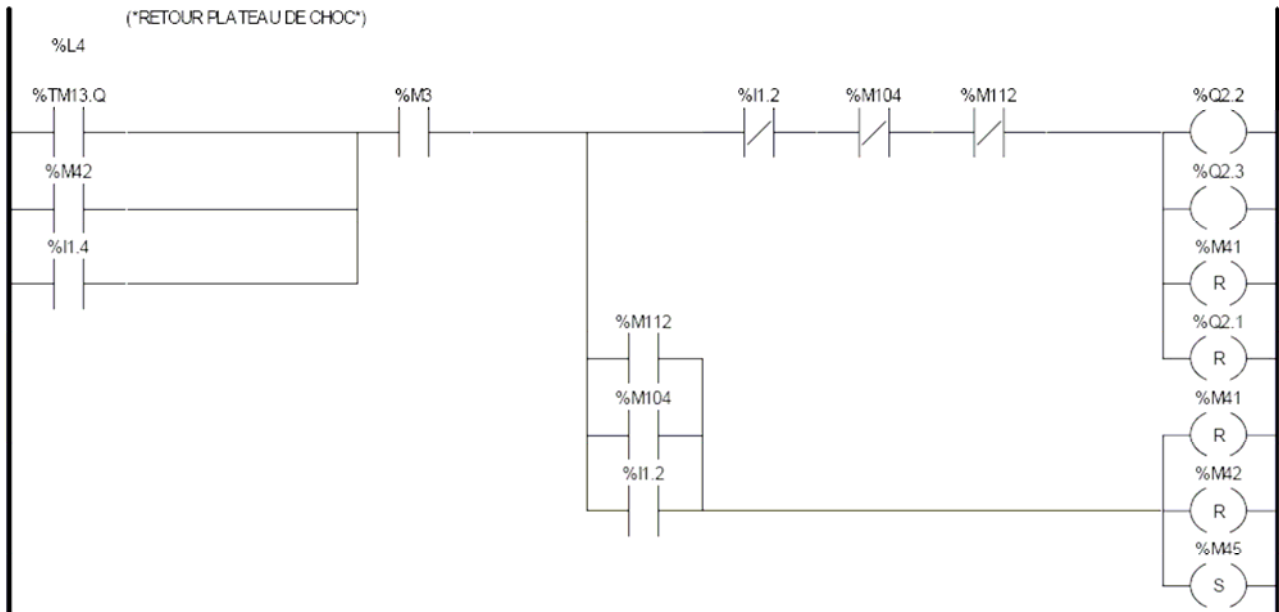 (*RETOUR PLATEAU DE CHOC*)
%L4
%TM13.Q %M3 %I1.2 %M104 %M112 %Q2.2
%M42 %Q2.3
%I1.4 %M41
R
%M112 %Q2.1
R
%M104 %M41
R
%I1.2 %M42
R
%M45
S